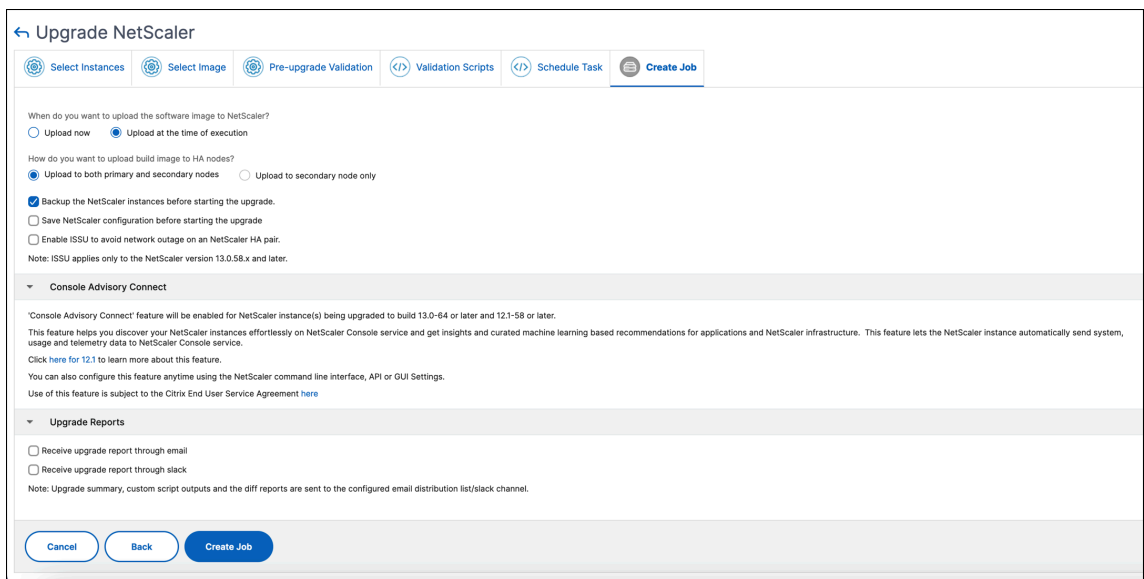 Upgrade NetScaler
Select Instances
Select Image
Pre-upgrade Validation
Validation Scripts
Schedule Task
Create Job
When do you want to upload the software image to NetScaler?
Upload now
Upload at the time of execution
How do you want to upload build image to HA nodes?
Upload to both primary and secondary nodes
Upload to secondary node only
Backup the NetScaler instances before starting the upgrade.
Save NetScaler configuration before starting the upgrade
Enable ISSU to avoid network outage on an NetScaler HA pair.
Note: ISSU applies only to the NetScaler version 13.0.58.x and later.
Console Advisory Connect
'Console Advisory Connect' feature will be enabled for NetScaler instance(s) being upgraded to build 13.0-64 or later and 12.1-58 or later.
This feature helps you discover your NetScaler instances effortlessly on NetScaler Console service and get insights and curated machine learning based recommendations for applications and NetScaler infrastructure. This feature lets the NetScaler instance automatically send system,
usage and telemetry data to NetScaler Console service.
Click here for 12.1 to learn more about this feature.
You can also configure this feature anytime using the NetScaler command line interface, API or GUI Settings.
Use of this feature is subject to the Citrix End User Service Agreement here
Upgrade Reports
Receive upgrade report through email
Receive upgrade report through slack
Note: Upgrade summary, custom script outputs and the diff reports are sent to the configured email distribution list/slack channel.
Cancel
Back
Create Job